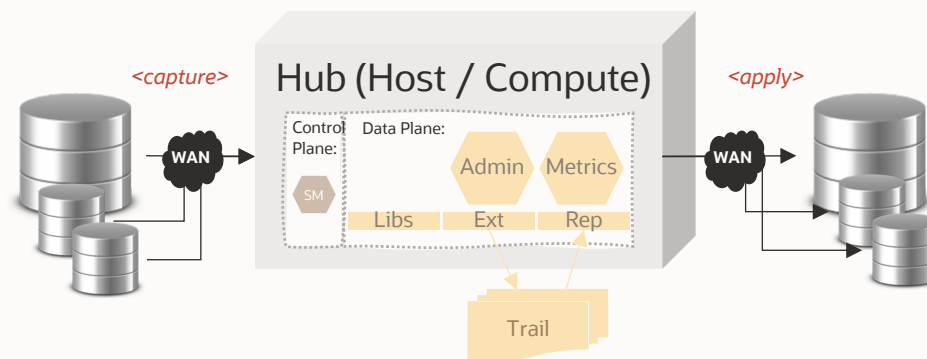 <capture>
Hub (Host / Compute)
<apply>
WAN
Control
Plane:
Data Plane:
SM
Admin
Metrics
Libs
Ext
Rep
WAN
Trail